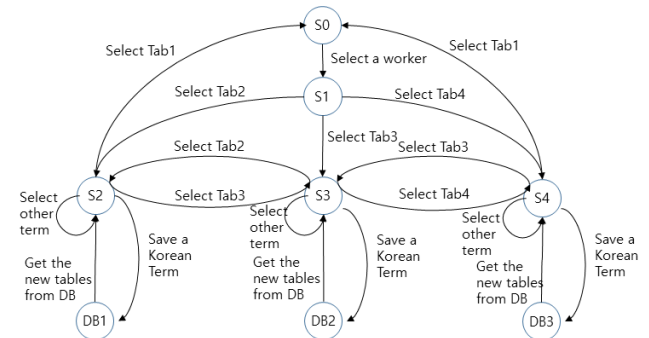 S0
Select Tab1
Select Tab1
Select a worker
Select Tab2
S1
Select Tab4
Select Tab3
Select Tab2
Select Tab3
S2
Select Tab3
S3
Select Tab4
S4
Select
other
term
Select
other
term
Select
other
term
Save a
Korean
Term
Save a
Korean
Term
Save a
Korean
Term
Get the
new tables
from DB
Get the
new tables
from DB
Get the
new tables
from DB
DB1
DB2
DB3